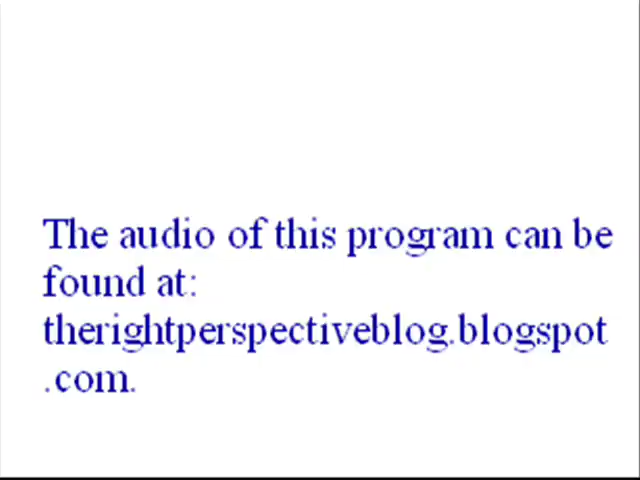 The audio of this program can be
found at:
therightperspectiveblog.blogspot
.com.